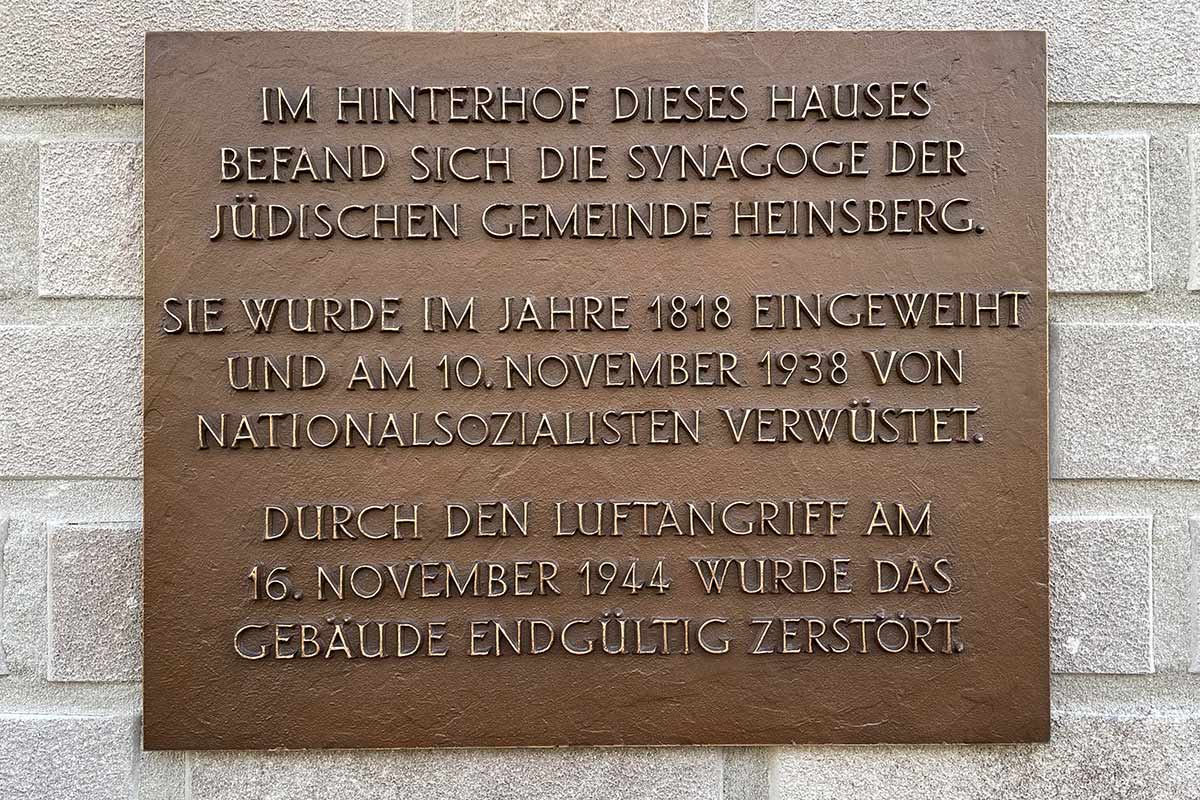 IM HINTERHOF DIESES HAUSES
BEFAND SICH DIE SYNAGOGE DER
JÜDISCHEN GEMEINDE HEINSBERG.
SIE WURDE IM JAHRE 1818 EINGEWEIHT
UND AM 10. NOVEMBER 1938 VON
NATIONALSOZIALISTEN VERWÜSTET.
DURCH DEN LUFTANGRIFF AM
16. NOVEMBER 1944 WURDE DAS
GEBÄUDE ENDGÜLTIG ZERSTÖRT.